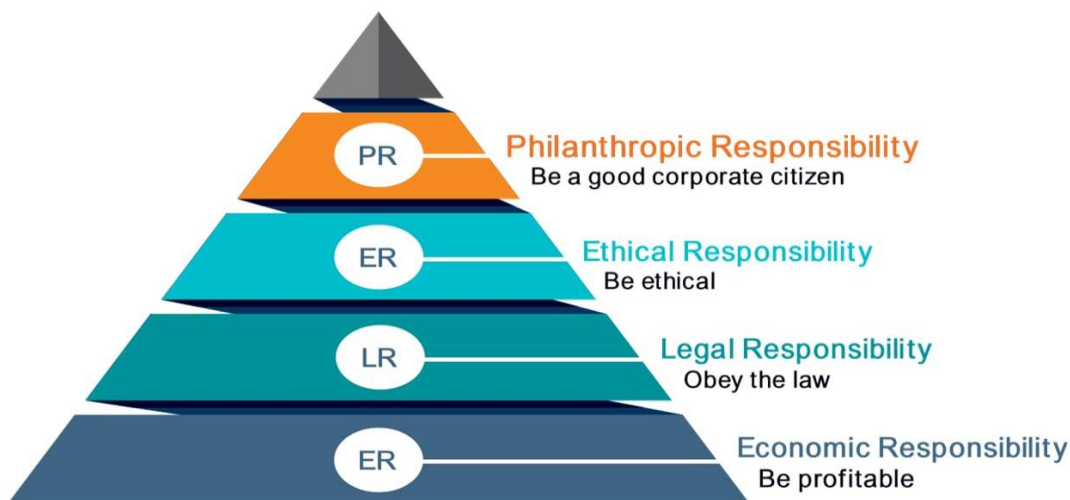 PR
Philanthropic Responsibility
Be a good corporate citizen
ER
Ethical Responsibility
Be ethical
LR
Legal Responsibility
Obey the law
ER
Economic Responsibility
Be profitable